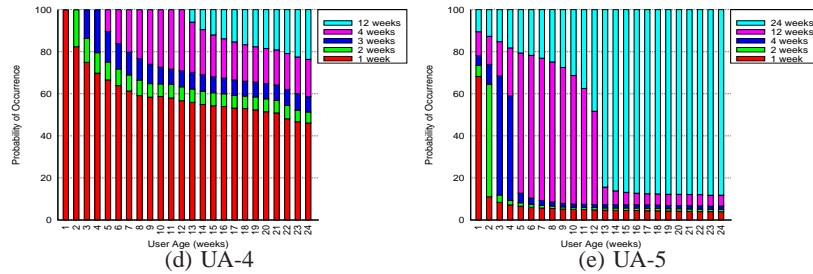 100
80
60
40
20
0
Probability of Occurrence
12 weeks
4 weeks
3 weeks
2 weeks
1 week
1 2 3 4 5 6 7 8 9 10 11 12 13 14 15 16 17 18 19 20 21 22 23 24
User Age (weeks)
(d) UA-4
100
80
60
40
20
0
Probability of Occurrence
24 weeks
12 weeks
4 weeks
2 weeks
1 week
1 2 3 4 5 6 7 8 9 10 11 12 13 14 15 16 17 18 19 20 21 22 23 24
User Age (weeks)
(e) UA-5